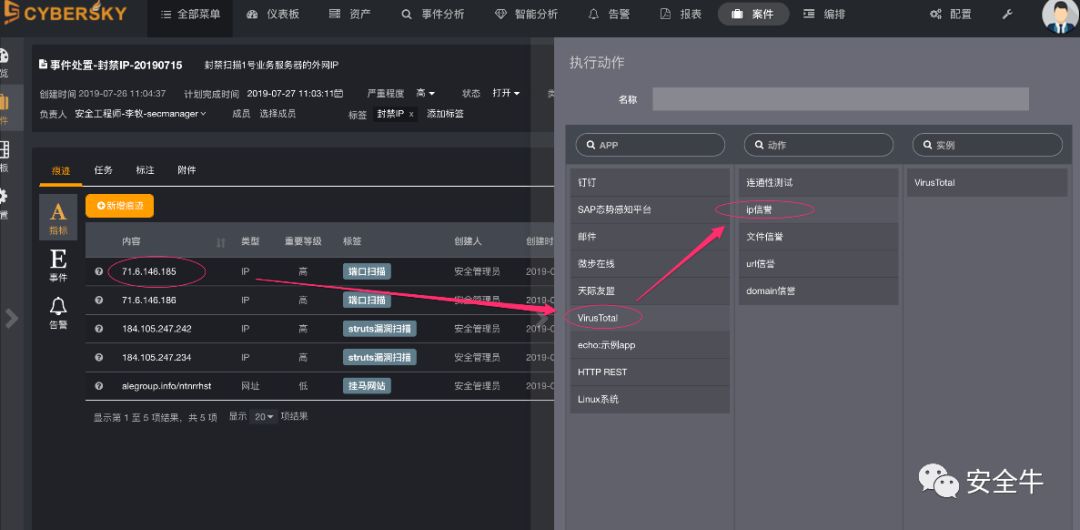 CYBERSKY
全部菜单 仪表板 资产 事件分析 智能分析 告警 报表 案件 编排 配置
事件处置-封禁IP-20190715 封禁扫描1号业务服务器的外网IP
创建时间 2019-07-26 11:04:37 计划完成时间 2019-07-27 11:03:11 严重程度 高 状态 打开
负责人 安全工程师-李牧-secmanager 成员 选择成员 标签 封禁IP x 添加标签
痕迹 任务 标注 附件
新增痕迹
A
指标
E
事件
告警
内容 类型 重要等级 标签 创建人 创建时
71.6.146.185 IP 高 端口扫描 安全管理员 2019-0
71.6.146.186 IP 高 端口扫描 安全管理员 2019-0
184.105.247.242 IP 高 struts漏洞扫描 安全管理员 2019-0
184.105.247.234 IP 高 struts漏洞扫描 安全管理员 2019-0
alegroup.info/ntnrrhst 网址 低 挂马网站 安全管理员 2019-0
显示第 1 至 5 项结果，共 5 项 显示 20 项结果
执行动作
名称
APP
钉钉
SAP态势感知平台
邮件
微步在线
天际友盟
VirusTotal
echo:示例app
HTTP REST
Linux系统
动作
连通性测试
ip信誉
文件信誉
url信誉
domain信誉
实例
VirusTotal
安全牛